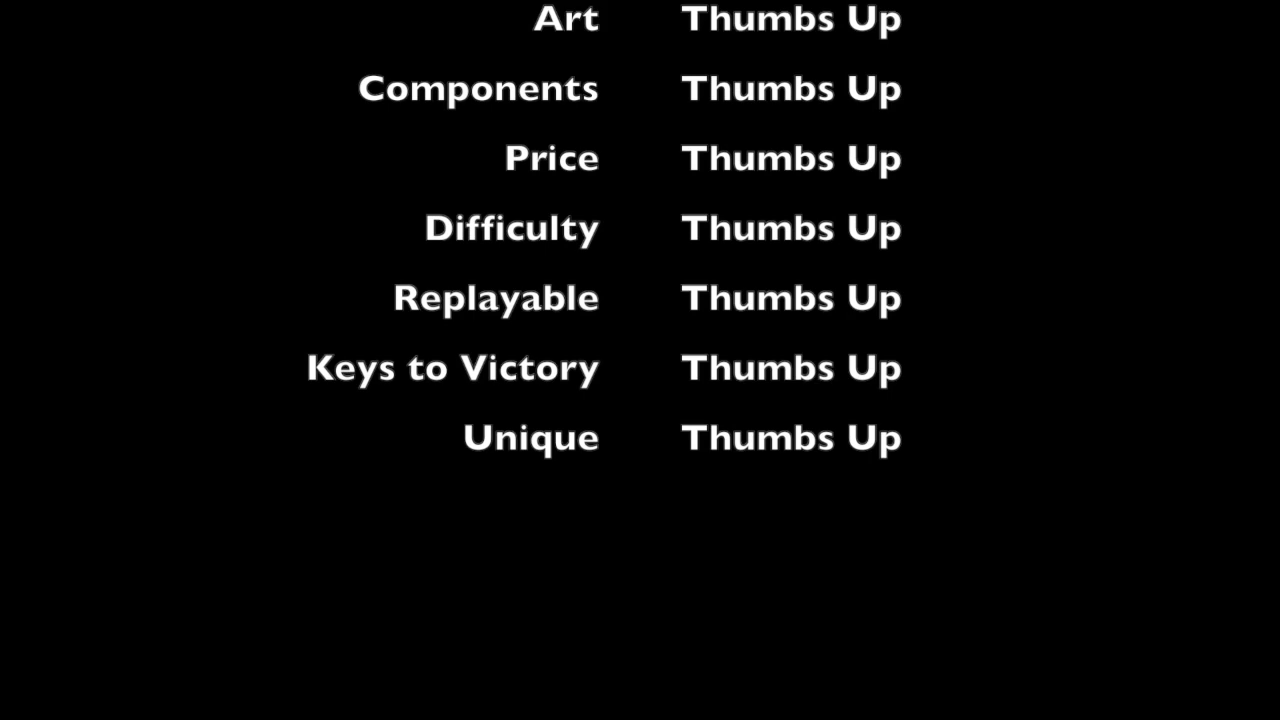 Art Thumbs Up
Components Thumbs Up
Price Thumbs Up
Difficulty Thumbs Up
Replayable Thumbs Up
Keys to Victory Thumbs Up
Unique Thumbs Up